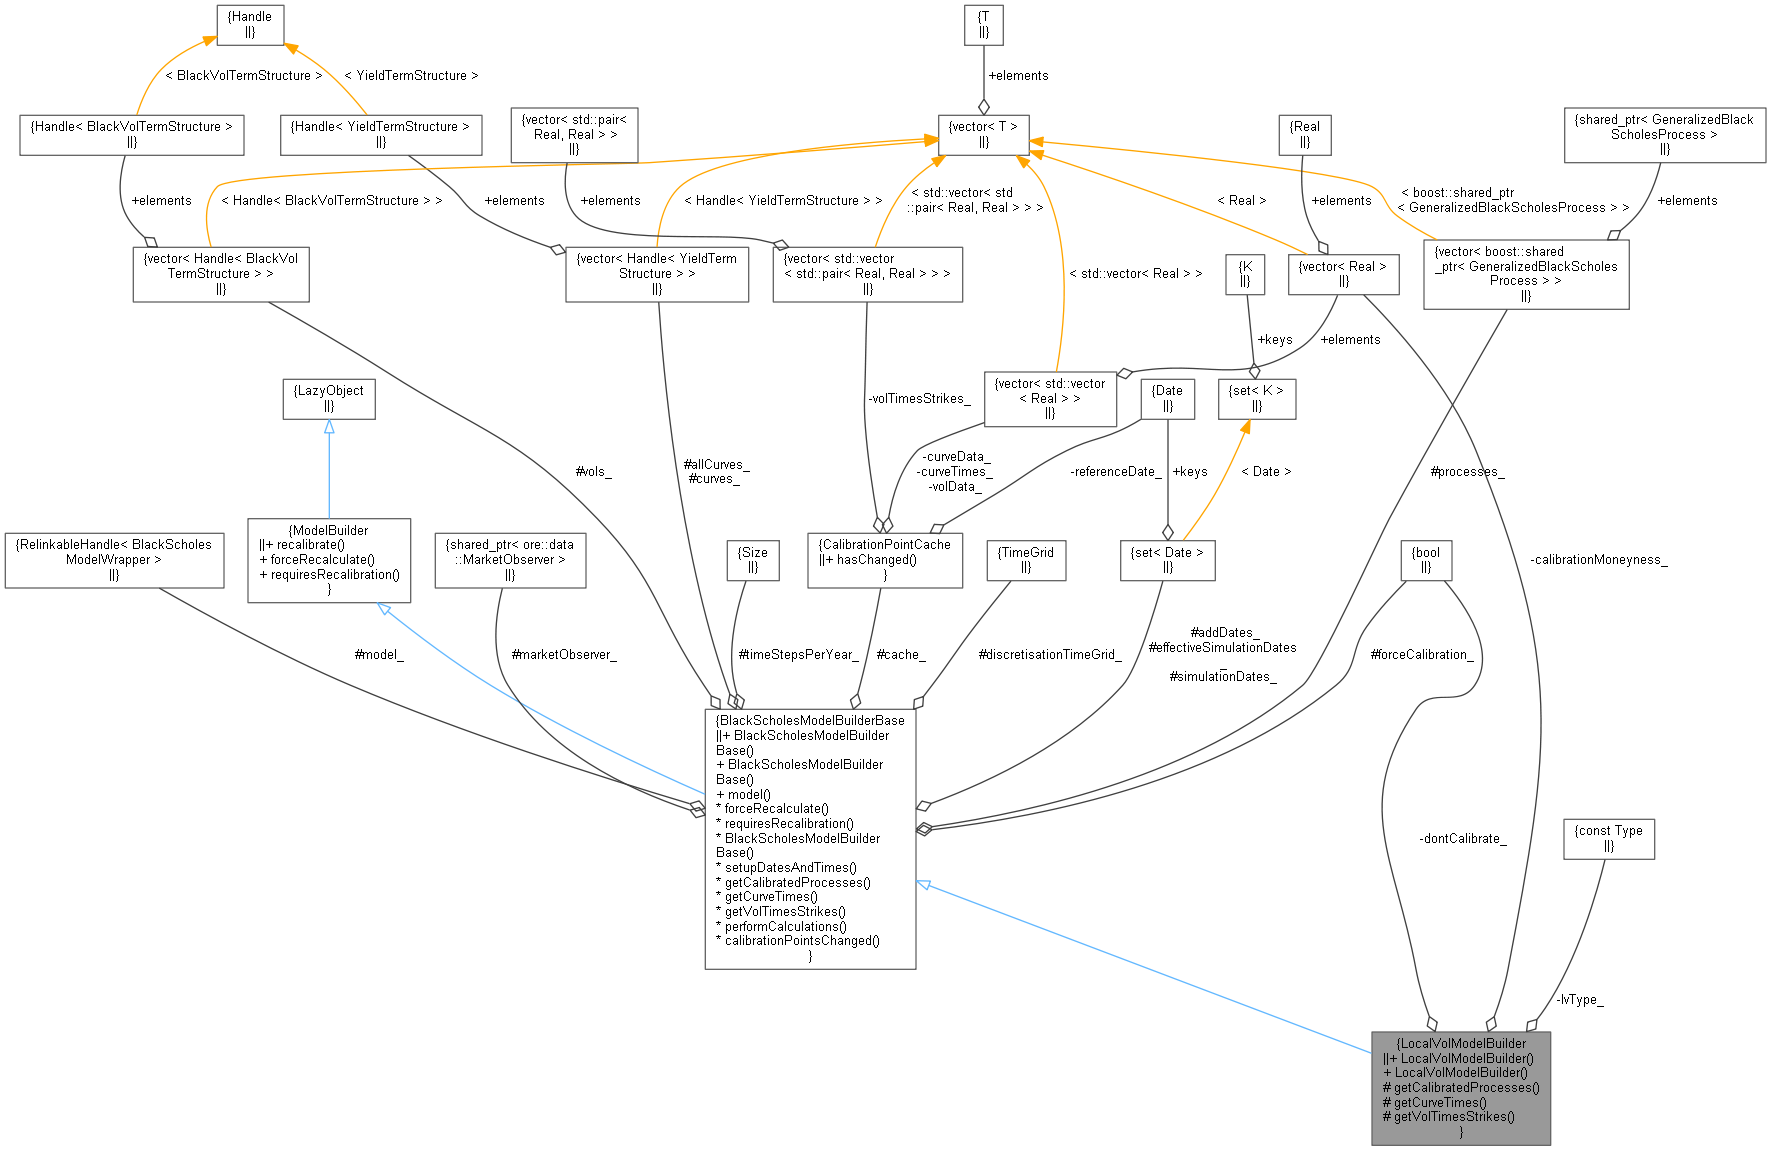 {Handle
||}
{T
||}
< BlackVolTermStructure >
< YieldTermStructure >
+elements
{Handle< BlackVolTermStructure >
||}
{Handle< YieldTermStructure >
||}
{vector< std::pair<
Real, Real > >
||}
{vector< T >
||}
{Real
||}
{shared_ptr< GeneralizedBlack
ScholesProcess >
||}
+elements
< Handle< BlackVolTermStructure > >
+elements
+elements
< Handle< YieldTermStructure > >
< std::vector< std
::pair< Real, Real > > >
< Real >
+elements
< boost::shared_ptr
< GeneralizedBlackScholesProcess > >
+elements
{vector< Handle< BlackVol
TermStructure > >
||}
{vector< Handle< YieldTerm
Structure > >
||}
{vector< std::vector
< std::pair< Real, Real > > >
||}
< std::vector< Real > >
{K
||}
{vector< Real >
||}
{vector< boost::shared
_ptr< GeneralizedBlackScholes
Process > >
||}
+keys
+elements
{LazyObject
||}
-volTimesStrikes_
{vector< std::vector
< Real > >
||}
{Date
||}
{set< K >
||}
#vols_
#allCurves_
#curves_
-curveData_
-curveTimes_
-volData_
-referenceDate_
+keys
< Date >
#processes_
{RelinkableHandle< BlackScholes
ModelWrapper >
||}
{ModelBuilder
||+ recalibrate()
+ forceRecalculate()
+ requiresRecalibration()
}
{shared_ptr< ore::data
::MarketObserver >
||}
{Size
||}
{CalibrationPointCache
||+ hasChanged()
}
{TimeGrid
||}
{set< Date >
||}
{bool
||}
-calibrationMoneyness_
#model_
#marketObserver_
#timeStepsPerYear_
#cache_
#discretisationTimeGrid_
#addDates_
#effectiveSimulationDates
_
#simulationDates_
#forceCalibration_
{BlackScholesModelBuilderBase
||+ BlackScholesModelBuilder
Base()
+ BlackScholesModelBuilder
Base()
+ model()
* forceRecalculate()
* requiresRecalibration()
* BlackScholesModelBuilder
Base()
* setupDatesAndTimes()
* getCalibratedProcesses()
* getCurveTimes()
* getVolTimesStrikes()
* performCalculations()
* calibrationPointsChanged()
}
-dontCalibrate_
{const Type
||}
-lvType_
{LocalVolModelBuilder
||+ LocalVolModelBuilder()
+ LocalVolModelBuilder()
# getCalibratedProcesses()
# getCurveTimes()
# getVolTimesStrikes()
}